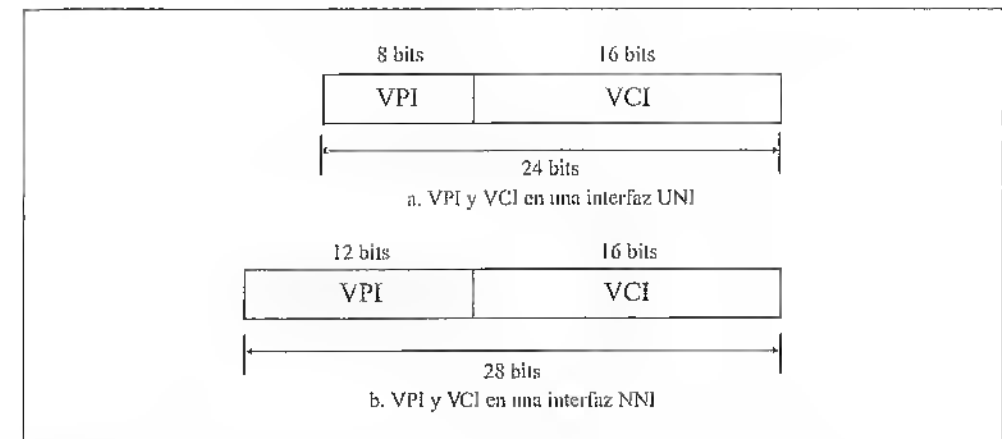 8 bits 16 bits
VPI VCI
24 bits
a. VPI y VCI en una interfaz UNI
12 bits 16 bits
VPI VCI
28 bits
b. VPI y VCI en una interfaz NNI